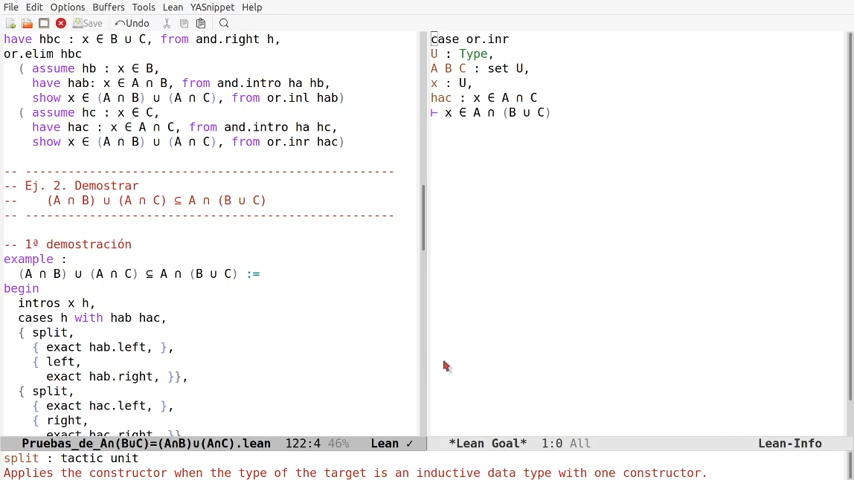 File Edit Options Buffers Tools Lean YASnippet Help
Save Undo
have hbc : x ∈ B ∪ C, from and.right h,
or.elim hbc
  ( assume hb : x ∈ B,
    have hab: x ∈ A ∩ B, from and.intro ha hb,
    show x ∈ (A ∩ B) ∪ (A ∩ C), from or.inl hab)
  ( assume hc : x ∈ C,
    have hac : x ∈ A ∩ C, from and.intro ha hc,
    show x ∈ (A ∩ B) ∪ (A ∩ C), from or.inr hac)
-- ----------------------------------------------------
-- Ej. 2. Demostrar
--    (A ∩ B) ∪ (A ∩ C) ⊆ A ∩ (B ∪ C)
-- ----------------------------------------------------
-- 1ª demostración
example :
  (A ∩ B) ∪ (A ∩ C) ⊆ A ∩ (B ∪ C) :=
begin
  intros x h,
  cases h with hab hac,
  { split,
    { exact hab.left, },
    { left,
      exact hab.right, }},
  { split,
    { exact hac.left, },
    { right,
      exact hac.right, }}
case or.inr
U : Type,
A B C : set U,
x : U,
hac : x ∈ A ∩ C
⊢ x ∈ A ∩ (B ∪ C)
Pruebas_de_A∩(B∪C)=(A∩B)∪(A∩C).lean 122:4 46% Lean ✓
*Lean Goal* 1:0 All Lean-Info
split : tactic unit
Applies the constructor when the type of the target is an inductive data type with one constructor.